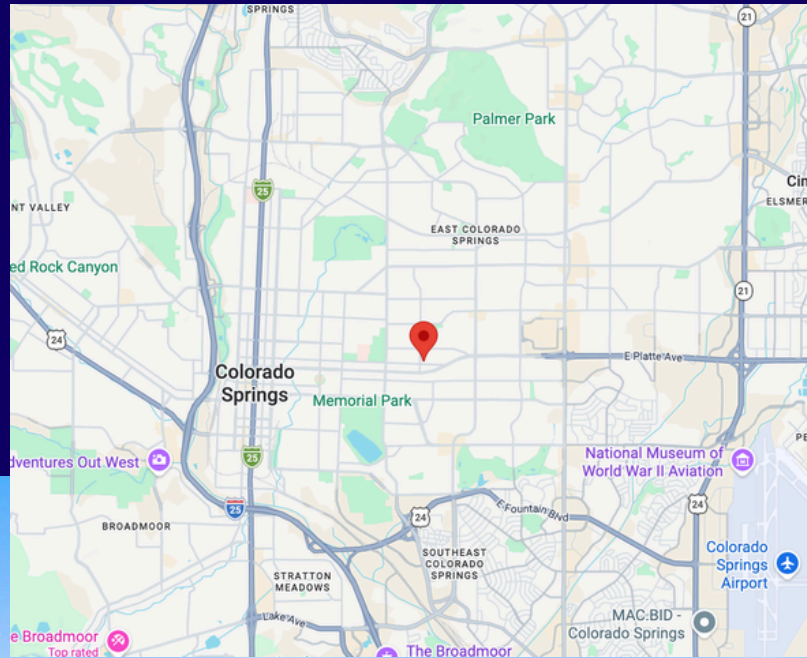 SPRINGS
21
Palmer Park
25
Cin
ELSMER
NT VALLEY
EAST COLORADO
SPRINGS
ed Rock Canyon
21
24
E Platte Ave
Colorado
Springs
Memorial Park
dventures Out West
25
National Museum of
World War II Aviation
PE
24
25
24
E Fountain Blvd
BROADMOOR
SOUTHEAST
COLORADO
SPRINGS
Colorado
Springs
Airport
STRATTON
MEADOWS
Lake Ave
MAC.BID -
Colorado Springs
e Broadmoor
Top rated
The Broadmoor